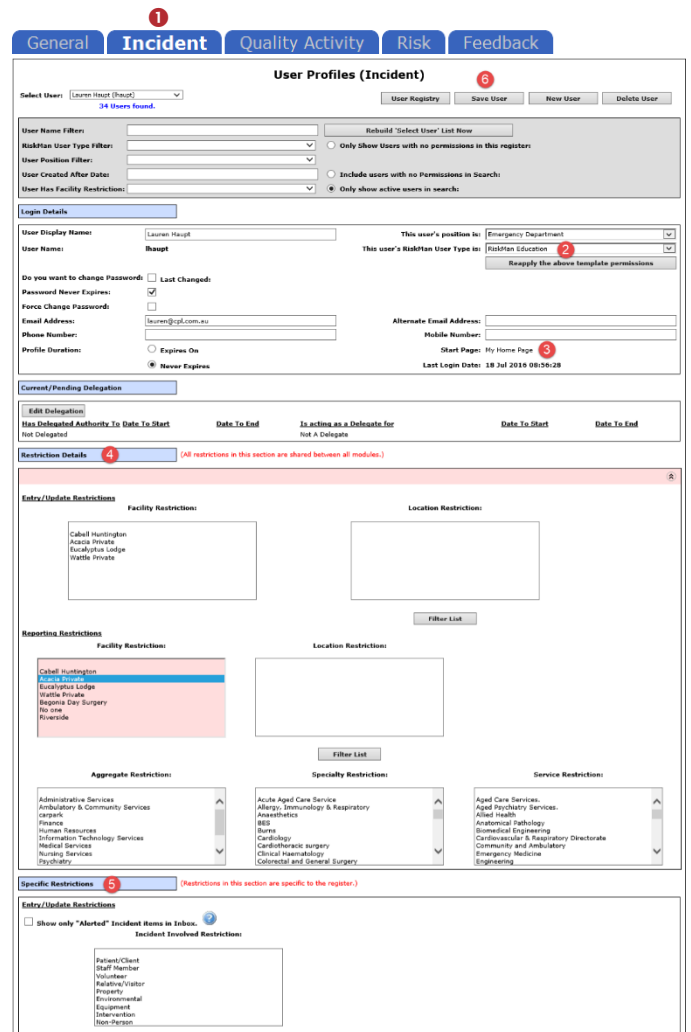 1
General Incident Quality Activity Risk Feedback
User Profiles (Incident)
6
Select User: Lauren Haupt (lhaupt)
User Registry Save User New User Delete User
34 Users found.
User Name Filter: Rebuild 'Select User' List Now
RiskMan User Type Filter: Only Show Users with no permissions in this register:
User Position Filter:
User Created After Date: Include users with no Permissions in Search:
User Has Facility Restriction: Only show active users in search:
Login Details
User Display Name: Lauren Haupt This user's position is: Emergency Department
User Name: lhaupt This user's RiskMan User Type is: RiskMan Education 2
Reapply the above template permissions
Do you want to change Password: Last Changed:
Password Never Expires:
Force Change Password:
Email Address: lauren@cpl.com.au Alternate Email Address:
Phone Number: Mobile Number:
Profile Duration: Expires On Start Page: My Home Page 3
Never Expires Last Login Date: 18 Jul 2016 08:56:28
Current/Pending Delegation
Edit Delegation
Has Delegated Authority To Date To Start Date To End Is acting as a Delegate for Date To Start Date To End
Not Delegated Not A Delegate
Restriction Details 4 (All restrictions in this section are shared between all modules.)
Entry/Update Restrictions
Facility Restriction: Location Restriction:
Cabell Huntington
Acacia Private
Eucalyptus Lodge
Wattle Private
Filter List
Reporting Restrictions
Facility Restriction: Location Restriction:
Cabell Huntington
Acacia Private
Eucalyptus Lodge
Wattle Private
Begonia Day Surgery
No one
Riverside
Filter List
Aggregate Restriction: Specialty Restriction: Service Restriction:
Administrative Services Acute Aged Care Service Aged Care Services.
Ambulatory & Community Services Allergy, Immunology & Respiratory Aged Psychiatry Services.
carpark Anaesthetics Allied Health
Finance BES Anatomical Pathology
Human Resources Burns Biomedical Engineering
Information Technology Services Cardiology Cardiovascular & Respiratory Directorate
Medical Services Cardiothoracic surgery Community and Ambulatory
Nursing Services Clinical Haematology Emergency Medicine
Psychiatry Colorectal and General Surgery Engineering
Specific Restrictions 5 (Restrictions in this section are specific to the register.)
Entry/Update Restrictions
Show only "Alerted" Incident items in Inbox. ?
Incident Involved Restriction:
Patient/Client
Staff Member
Volunteer
Relative/Visitor
Property
Environmental
Equipment
Intervention
Non-Person